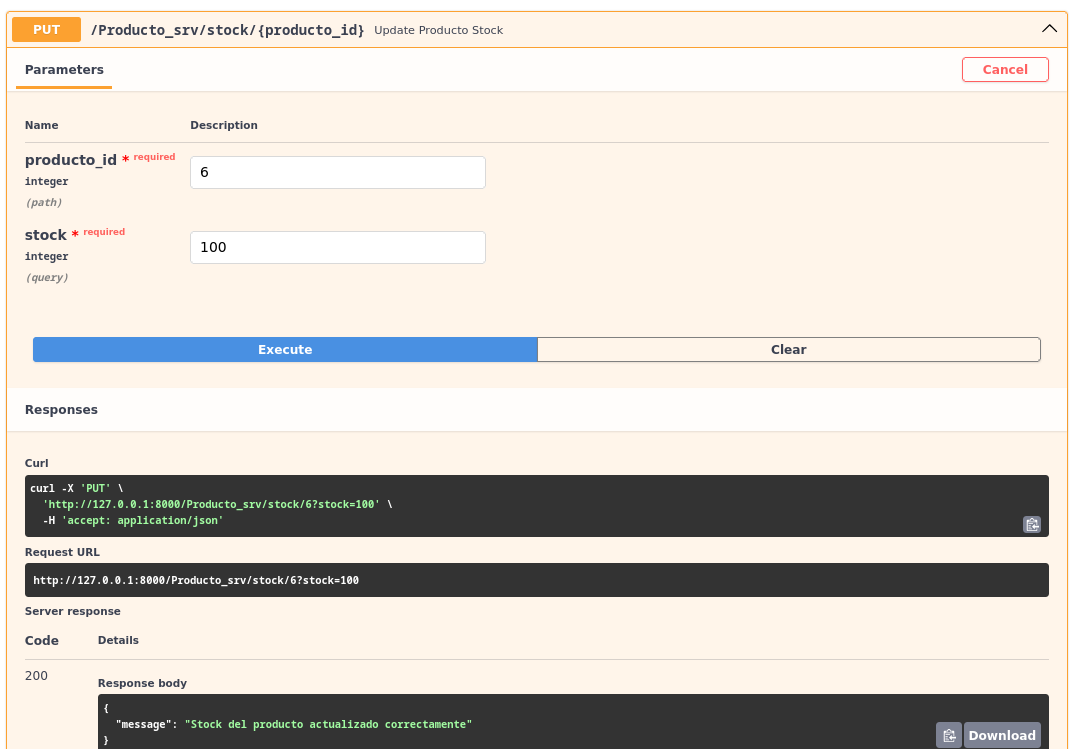 PUT /Producto_srv/stock/{producto_id} Update Producto Stock
Parameters
Cancel
Name Description
producto_id * required
integer
(path)
6
stock * required
integer
(query)
100
Execute Clear
Responses
Curl
curl -X 'PUT' \
'http://127.0.0.1:8000/Producto_srv/stock/6?stock=100' \
-H 'accept: application/json'
Request URL
http://127.0.0.1:8000/Producto_srv/stock/6?stock=100
Server response
Code Details
200
Response body
{
"message": "Stock del producto actualizado correctamente"
}
Download